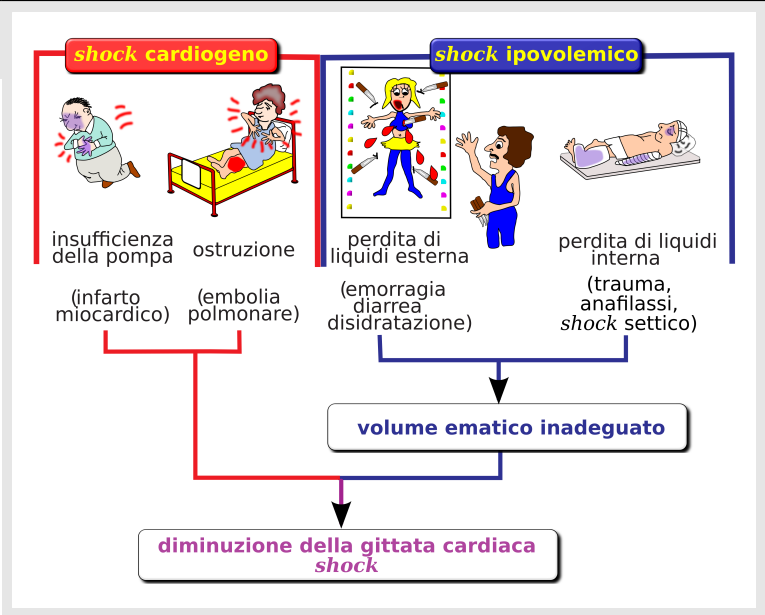 shock cardiogeno
shock ipovolemico
insufficienza
della pompa
ostruzione
perdita di
liquidi esterna
perdita di liquidi
interna
(infarto
miocardico)
(embolia
polmonare)
(emorragia
diarrea
disidratazione)
(trauma,
anafilassi,
shock settico)
volume ematico inadeguato
diminuzione della gittata cardiaca
shock